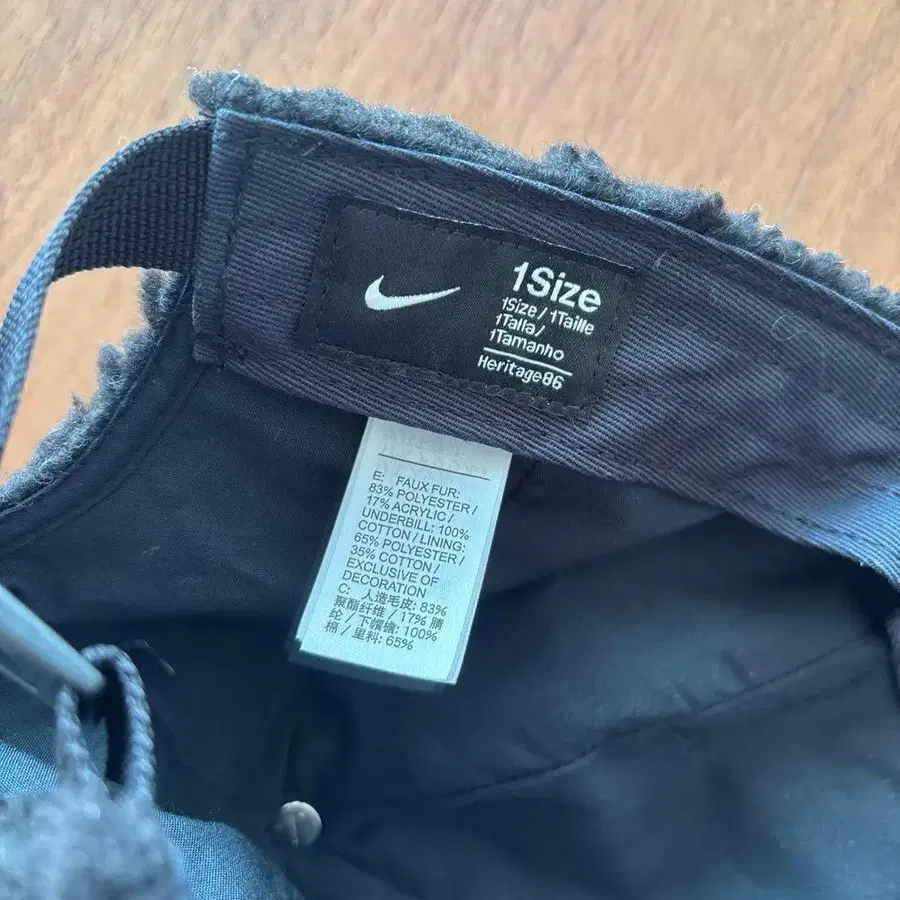 1Size
1Size / 1Taille
1Talla/
1Tamanho
Heritage86
E: FAUX FUR:
83% POLYESTER /
17% ACRYLIC /
UNDERBILL: 100%
COTTON / LINING:
65% POLYESTER /
35% COTTON /
EXCLUSIVE OF
DECORATION
C: 人造毛皮: 83%
聚酯纤维 / 17% 腈
纶 / 下帽檐: 100%
棉 / 里料: 65%